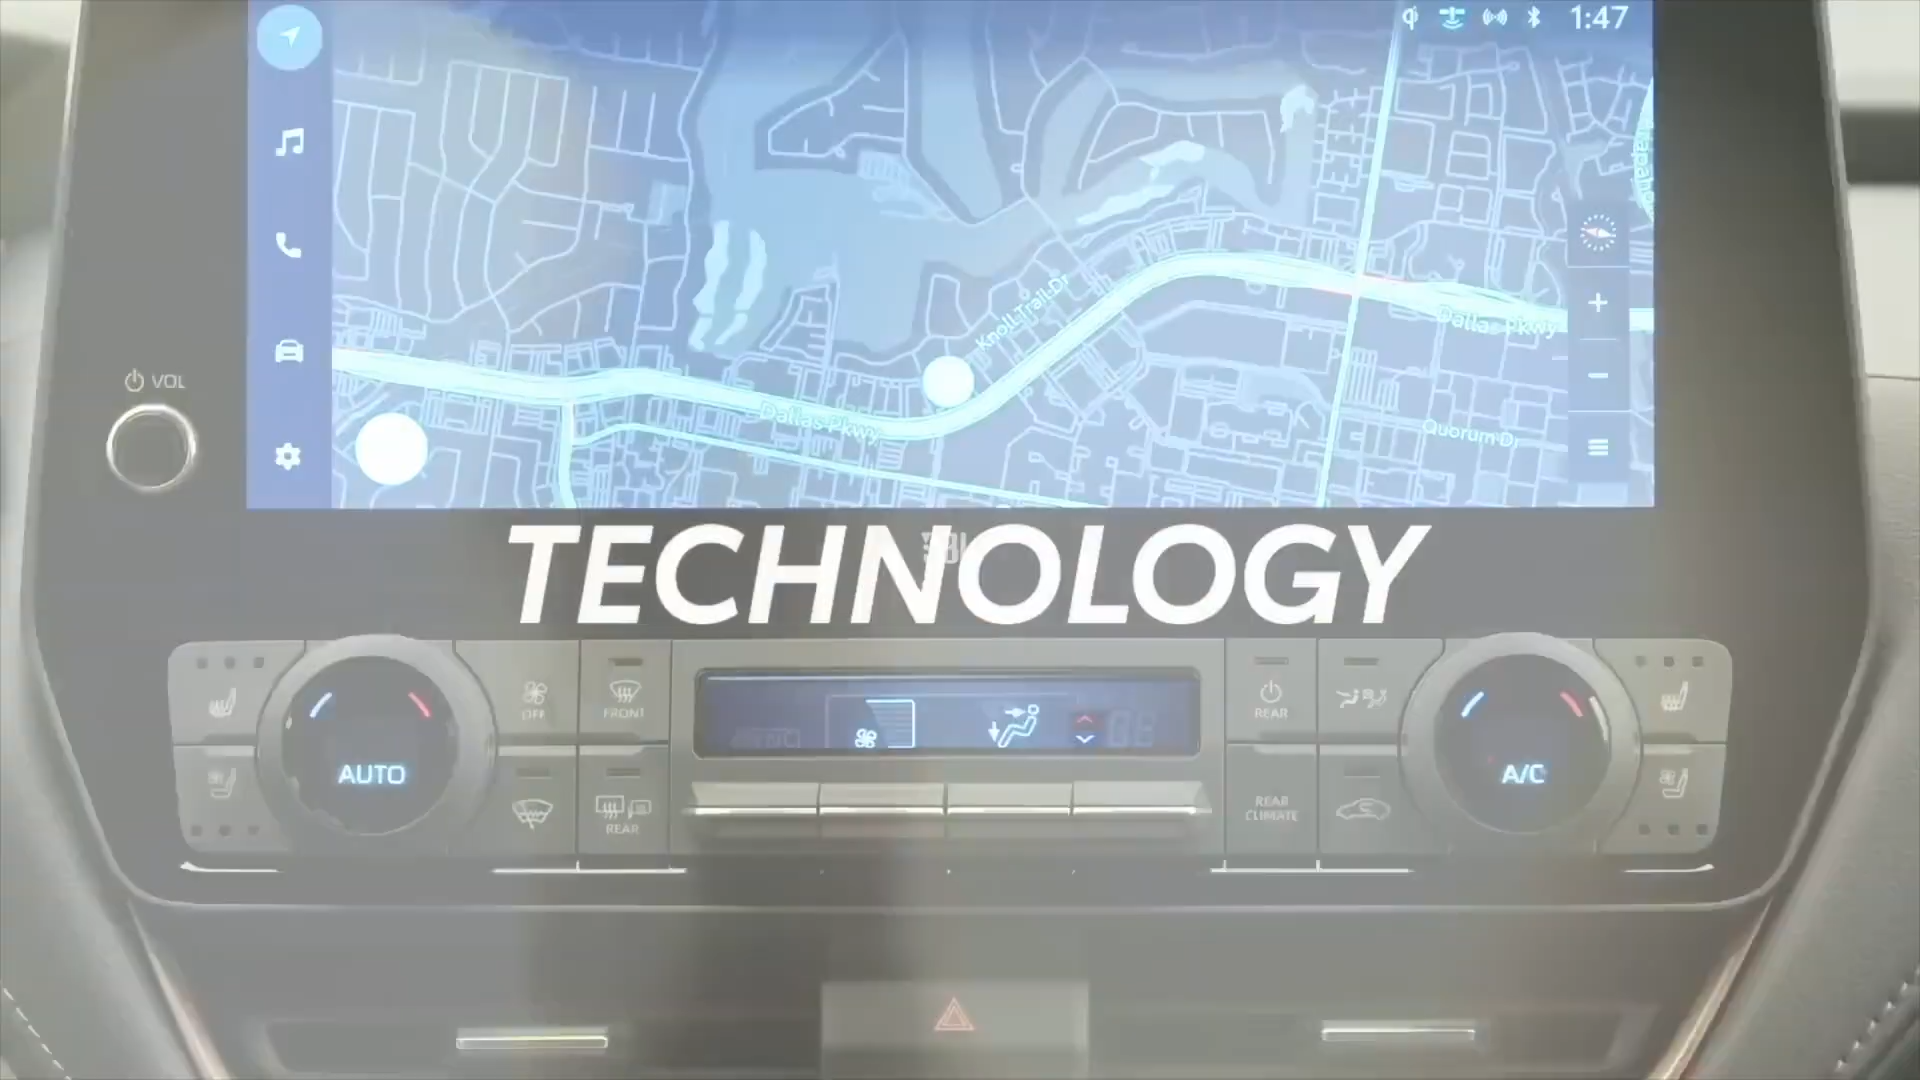 1:47
Knoll Trail Dr
Dallas Pkwy
VOL
Dallas Pkwy
Quorum D
TECHNOLOGY
OFF
FRONT
REAR
AUTO
A/C
REAR
REAR
CLIMATE